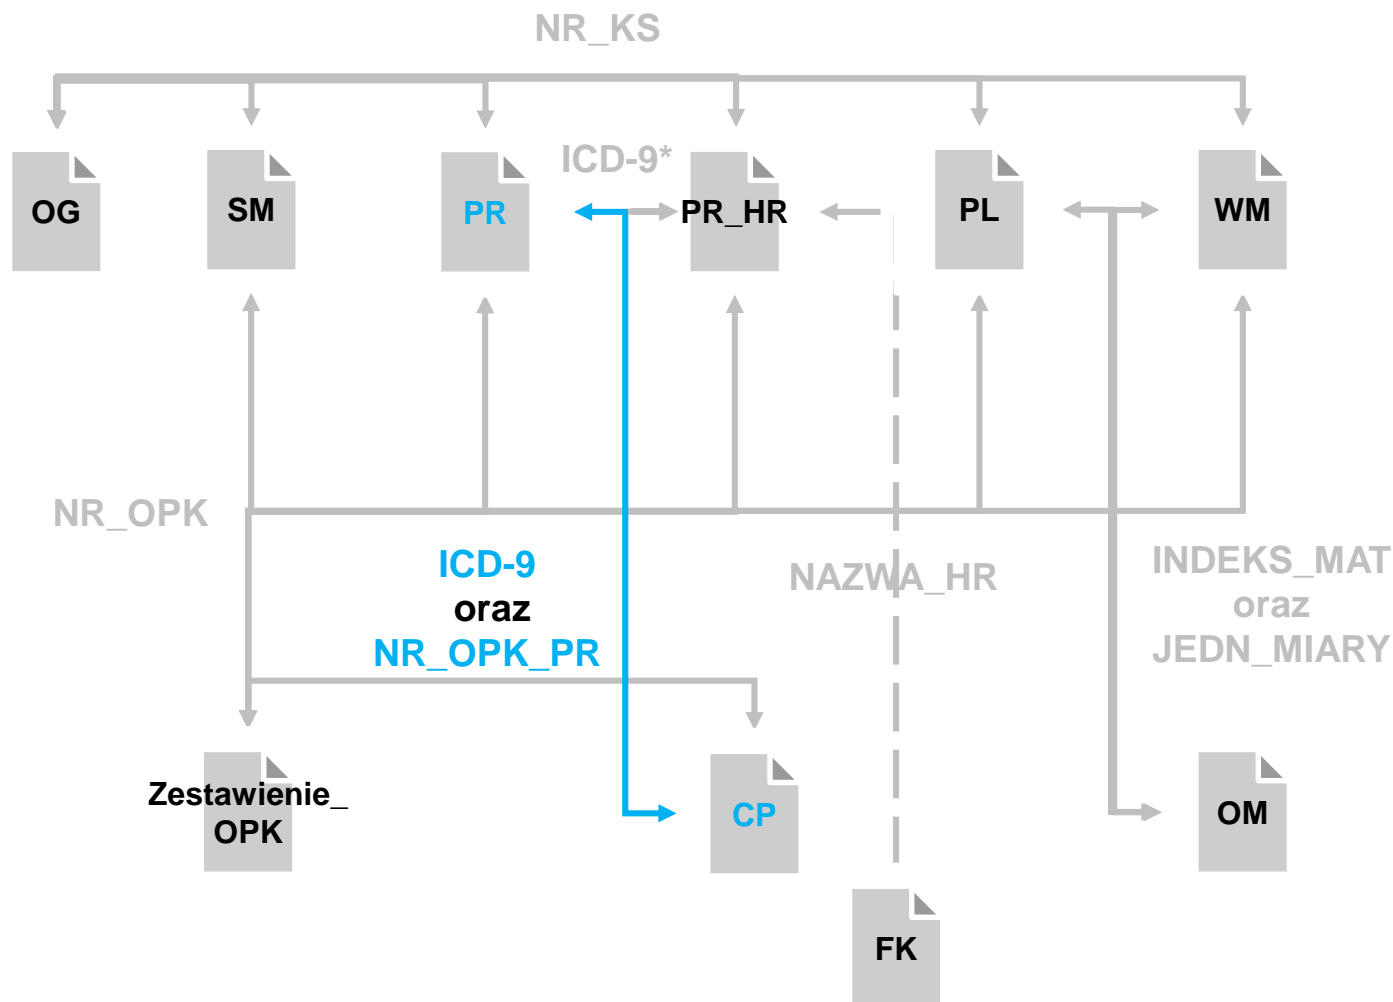 NR_KS
ICD-9*
OG
SM
PR
PR_HR
PL
WM
NR_OPK
ICD-9
oraz
NR_OPK_PR
NAZWA_HR
INDEKS_MAT
oraz
JEDN_MIARY
Zestawienie_
OPK
CP
OM
FK